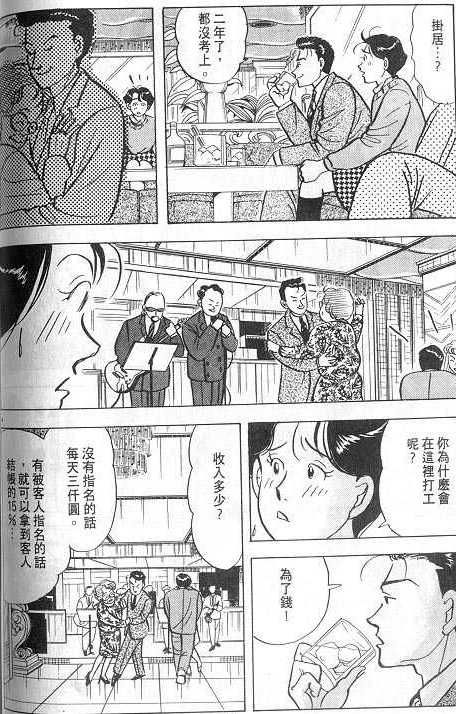 掛居…?
二年了，
都沒考上。
你為什麼會
在這裡打工
呢?
為了錢!
收入多少?
沒有指名的話
每天三仟圓。
有被客人指名的話
，就可以拿到客人
結帳的15%…